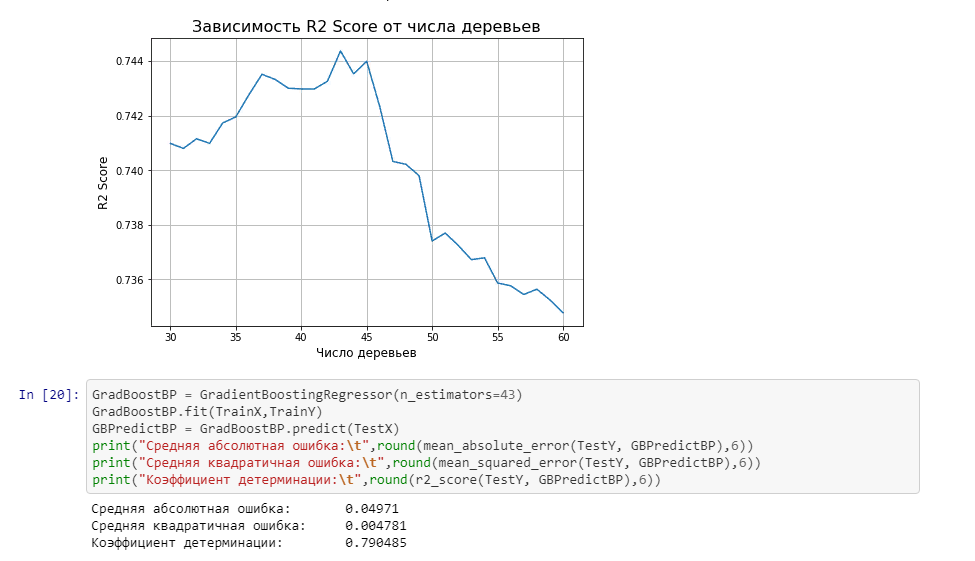 Зависимость R2 Score от числа деревьев
0.744
0.742
0.740
0.738
0.736
R2 Score
30 35 40 45 50 55 60
Число деревьев
In [20]: GradBoostBP = GradientBoostingRegressor(n_estimators=43)
GradBoostBP.fit(TrainX,TrainY)
GBPredictBP = GradBoostBP.predict(TestX)
print("Средняя абсолютная ошибка:\t",round(mean_absolute_error(TestY, GBPredictBP),6))
print("Средняя квадратичная ошибка:\t",round(mean_squared_error(TestY, GBPredictBP),6))
print("Коэффициент детерминации:\t",round(r2_score(TestY, GBPredictBP),6))
Средняя абсолютная ошибка: 0.04971
Средняя квадратичная ошибка: 0.004781
Коэффициент детерминации: 0.790485